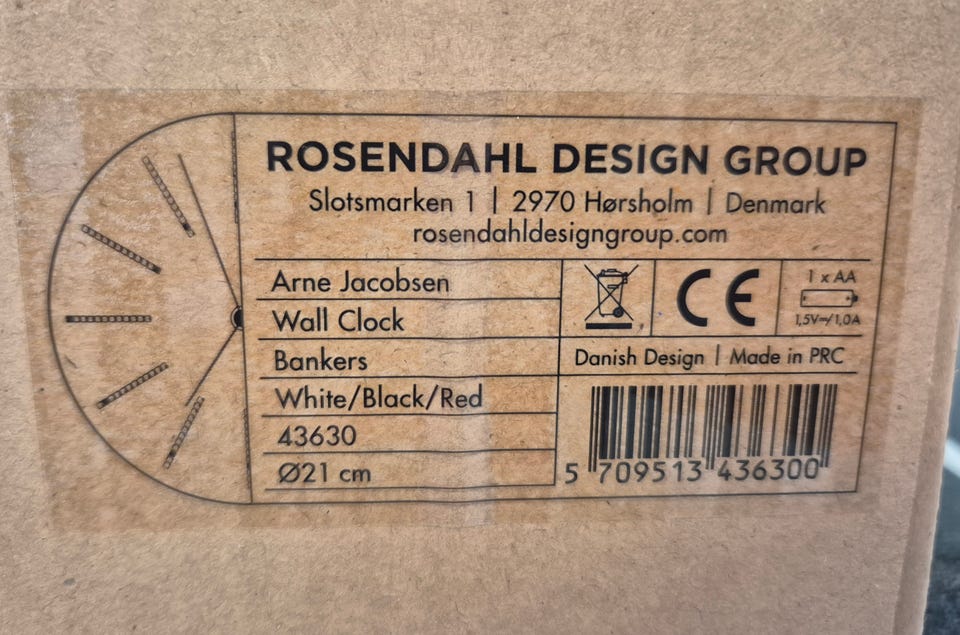 ROSENDAHL DESIGN GROUP
Slotsmarken 1 | 2970 Hørsholm | Denmark
rosendahldesigngroup.com
Arne Jacobsen
Wall Clock
Bankers
White/Black/Red
43630
Ø21 cm
CE
1 x AA
1,5V⎓/1,0A
Danish Design | Made in PRC
5 709513 436300